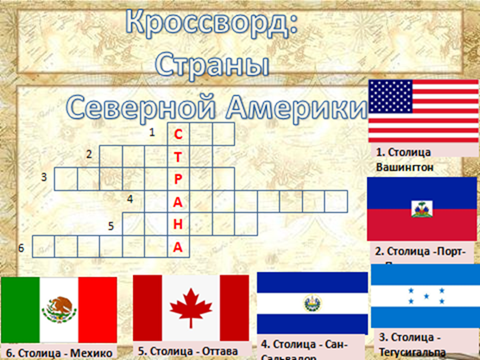 Кроссворд:
Страны
Северной Америки
1
С
2
Т
3
Р
4
А
5
Н
6
А
1. Столица
Вашингтон
2. Столица -Порт-
3. Столица -
Тегусигальпа
4. Столица - Сан-
Сальвадор
5. Столица - Оттава
6. Столица - Мехико